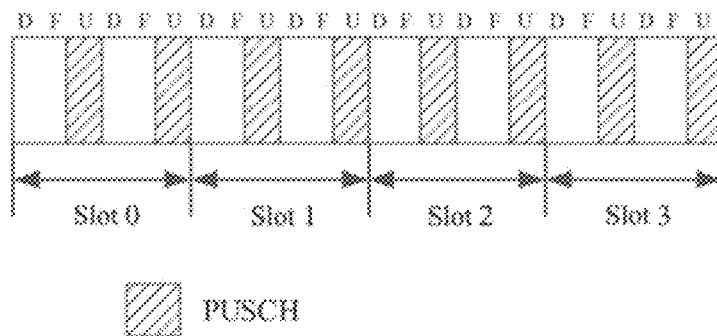 D F U D F U D F U D F U D F U D F U D F U D F U
Slot 0 Slot 1 Slot 2 Slot 3
PUSCH